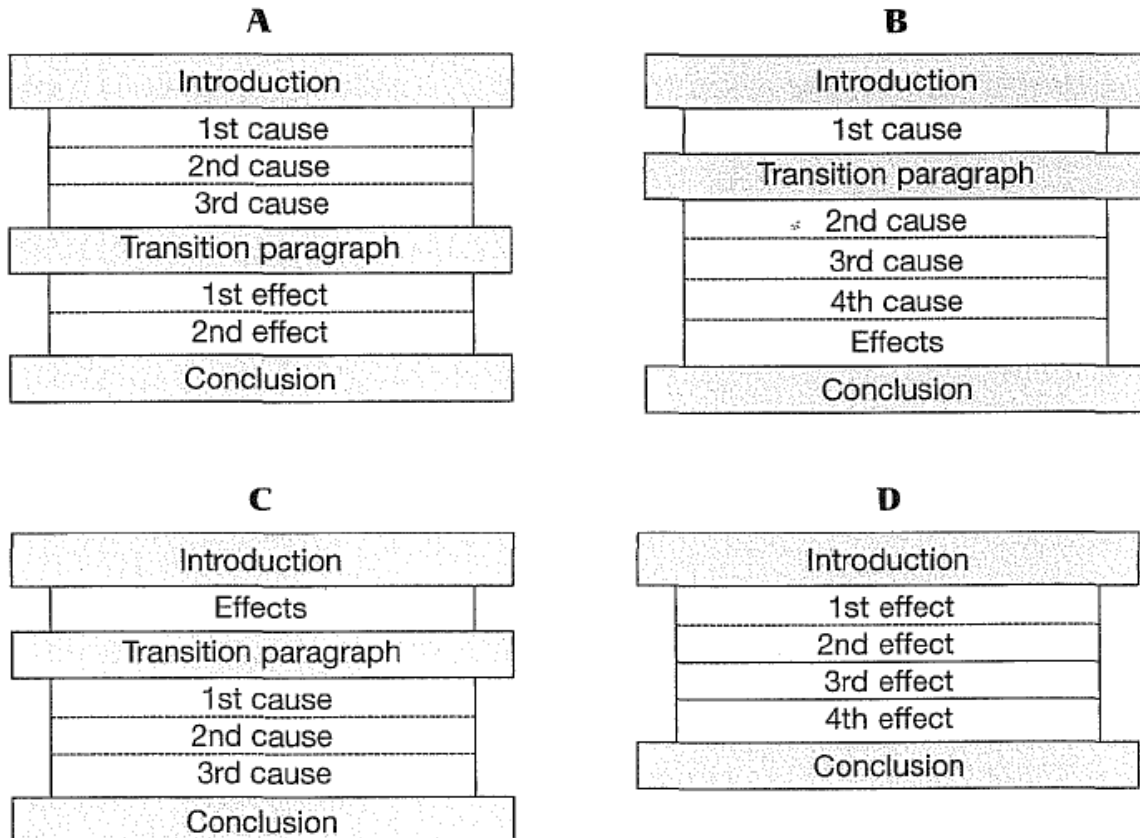 A
Introduction
1st cause
2nd cause
3rd cause
Transition paragraph
1st effect
2nd effect
Conclusion
B
Introduction
1st cause
Transition paragraph
2nd cause
3rd cause
4th cause
Effects
Conclusion
C
Introduction
Effects
Transition paragraph
1st cause
2nd cause
3rd cause
Conclusion
D
Introduction
1st effect
2nd effect
3rd effect
4th effect
Conclusion